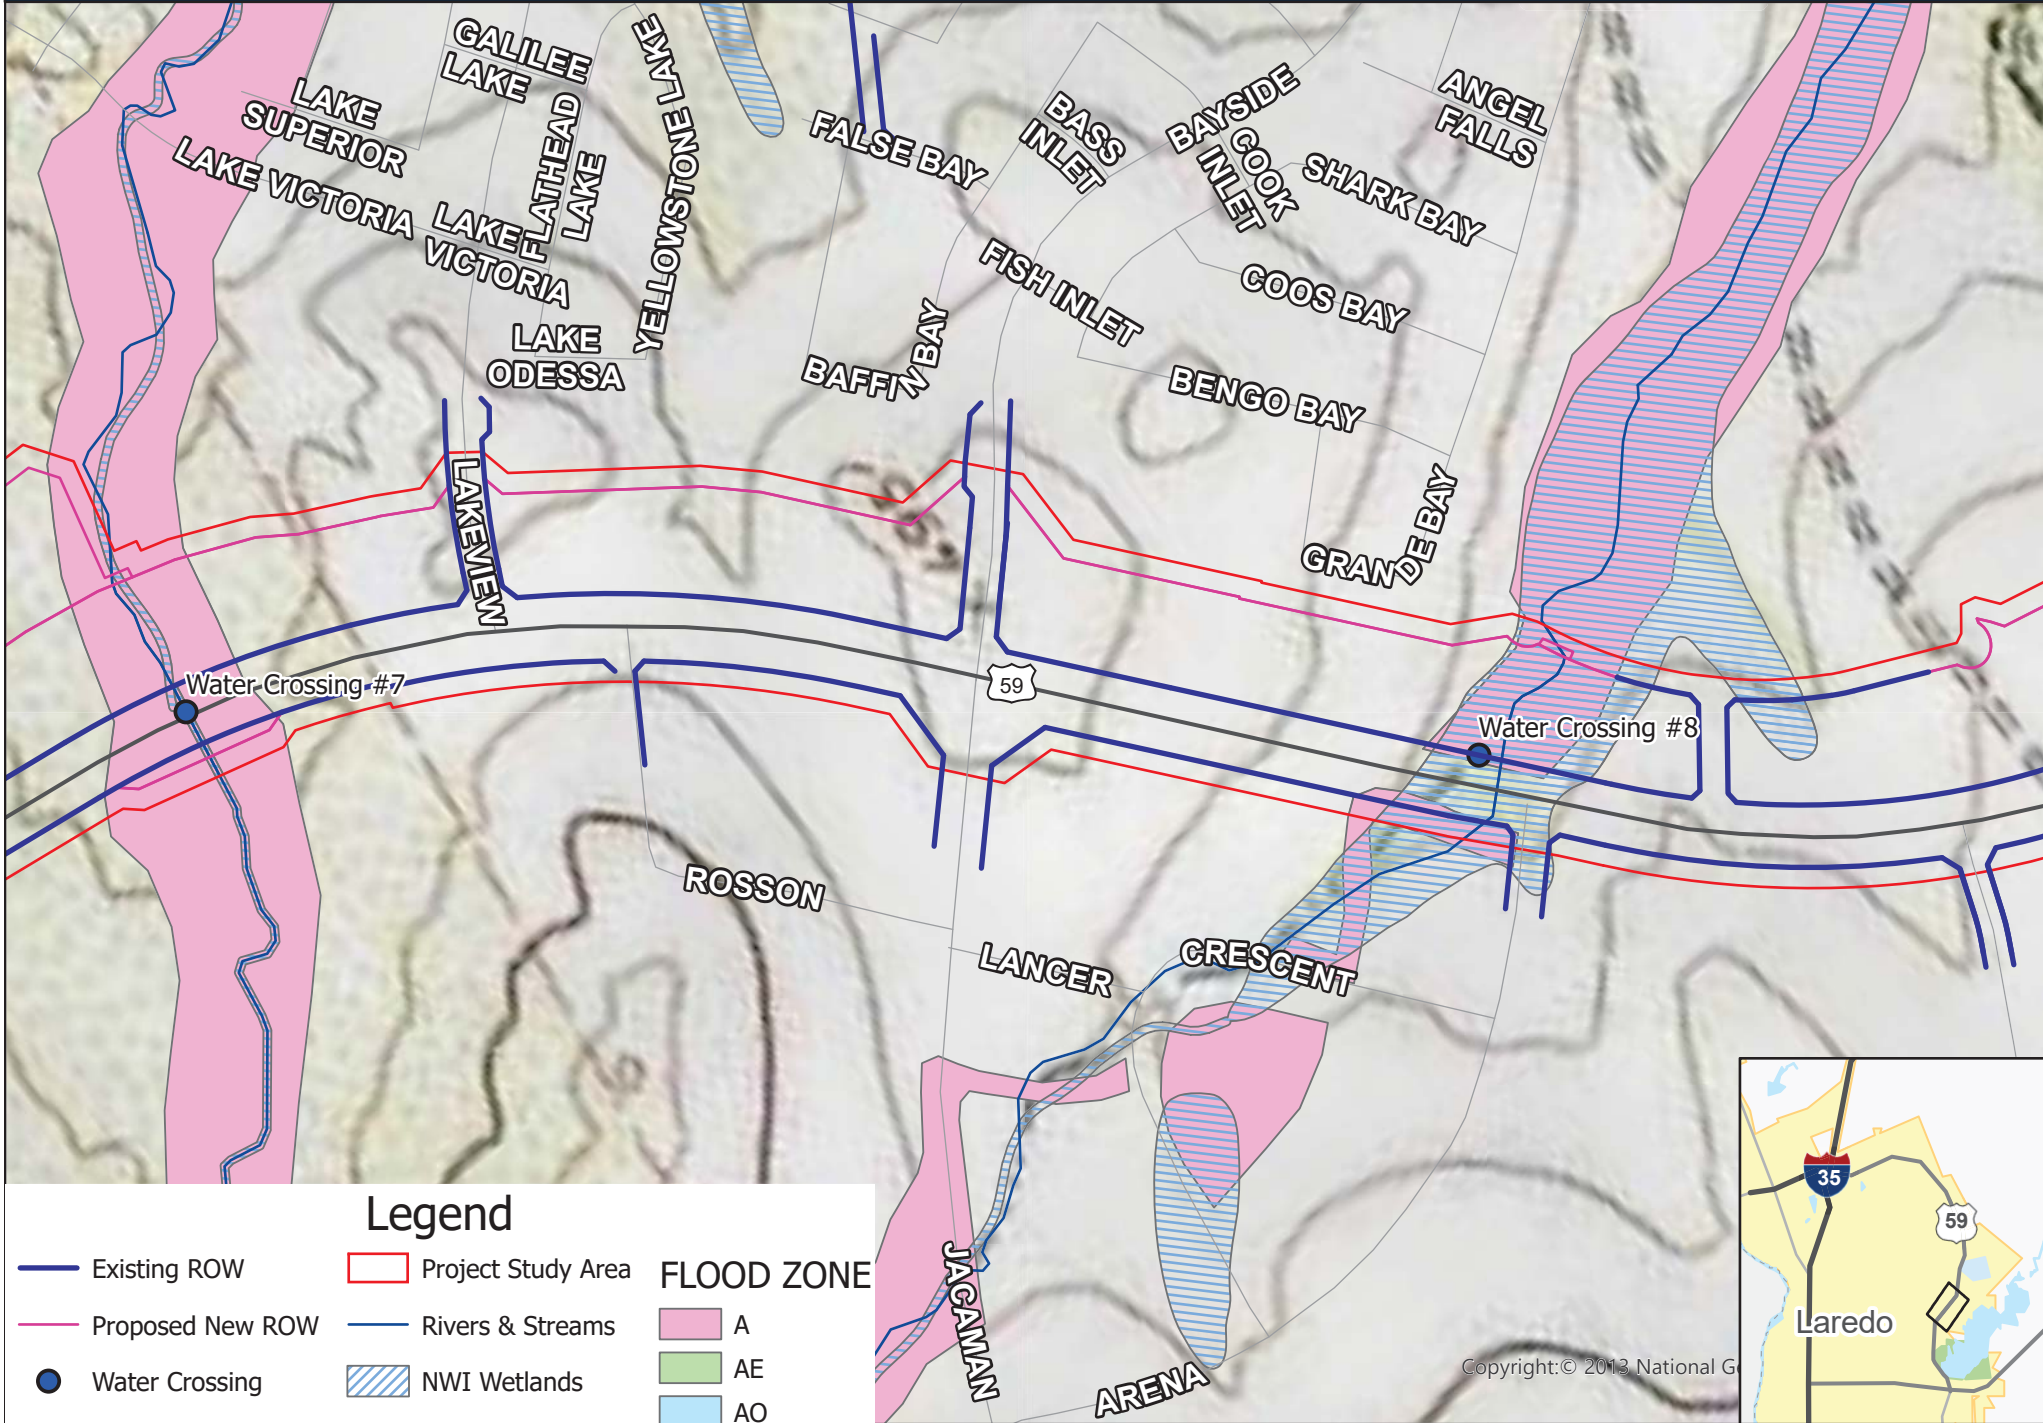 GALILEE
LAKE
LAKE
SUPERIOR
LAKE VICTORIA
FLATHEAD
LAKE
YELLOWSTONE LAKE
LAKE
VICTORIA
LAKE
ODESSA
FALSE BAY
BASS
INLET
BAYSIDE
COOK
INLET
ANGEL
FALLS
SHARK BAY
FISH INLET
COOS BAY
BAFFIN BAY
BENGO BAY
GRANDE BAY
LAKEVIEW
59
Water Crossing #7
Water Crossing #8
ROSSON
LANCER
CRESCENT
JACAMAN
ARENA
Legend
Existing ROW
Proposed New ROW
Water Crossing
Project Study Area
Rivers & Streams
NWI Wetlands
FLOOD ZONE
A
AE
AO
Copyright:© 2013 National Ge
35
59
Laredo